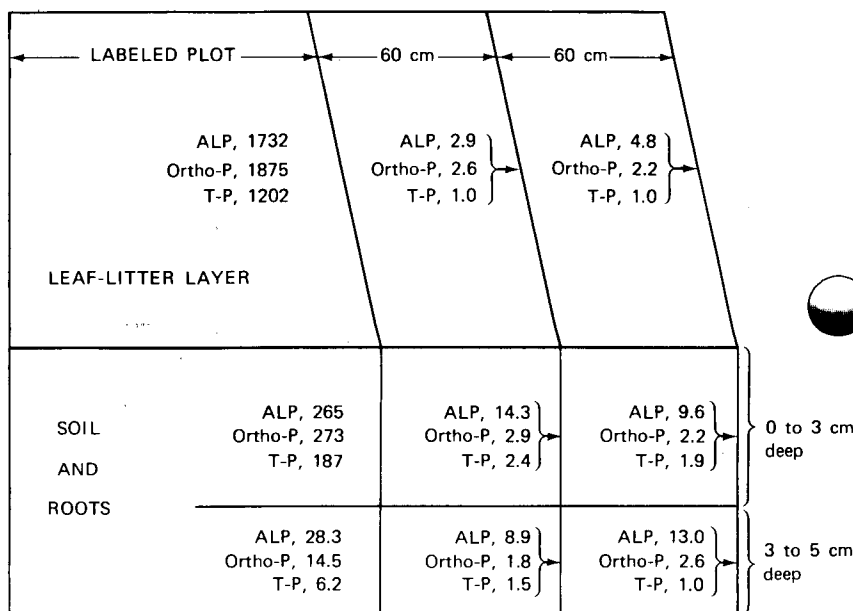 LABELED PLOT 60 cm 60 cm
ALP, 1732 ALP, 2.9 ALP, 4.8
Ortho-P, 1875 Ortho-P, 2.6 Ortho-P, 2.2
T-P, 1202 T-P, 1.0 T-P, 1.0
LEAF-LITTER LAYER
ALP, 265 ALP, 14.3 ALP, 9.6
SOIL Ortho-P, 273 Ortho-P, 2.9 Ortho-P, 2.2 0 to 3 cm
T-P, 187 T-P, 2.4 T-P, 1.9 deep
AND
ROOTS
ALP, 28.3 ALP, 8.9 ALP, 13.0
Ortho-P, 14.5 Ortho-P, 1.8 Ortho-P, 2.6 3 to 5 cm
T-P, 6.2 T-P, 1.5 T-P, 1.0 deep